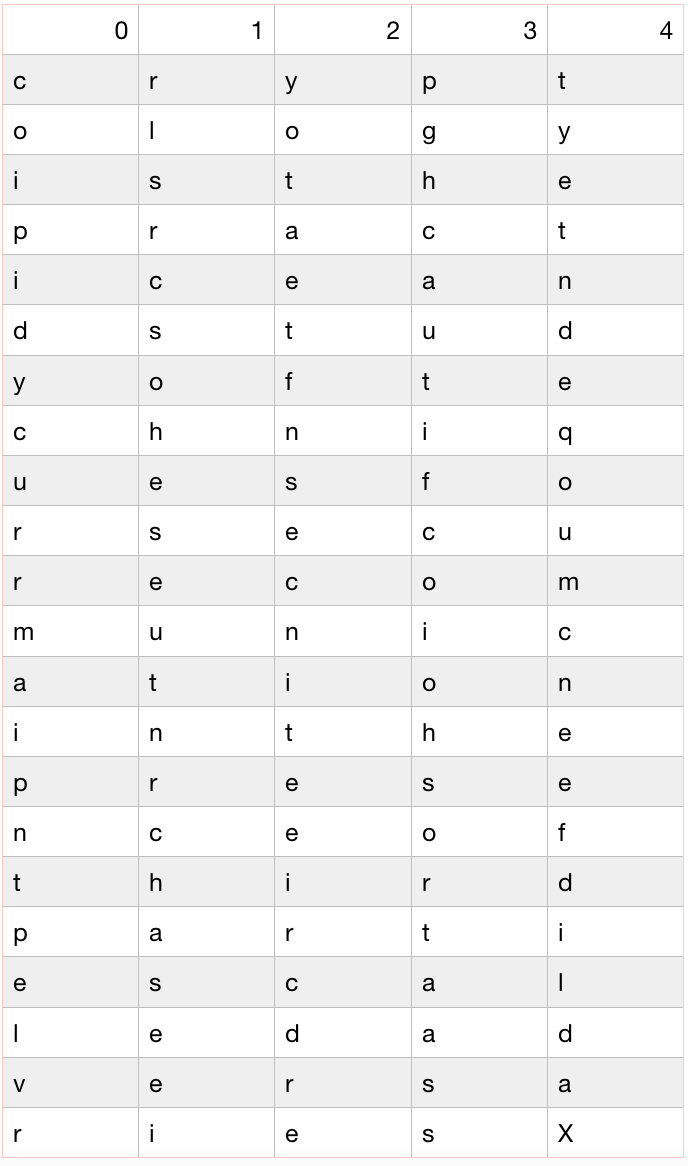 0 1 2 3 4
c r y p t
o l o g y
i s t h e
p r a c t
i c e a n
d s t u d
y o f t e
c h n i q
u e s f o
r s e c u
r e c o m
m u n i c
a t i o n
i n t h e
p r e s e
n c e o f
t h i r d
p a r t i
e s c a l
l e d a d
v e r s a
r i e s X